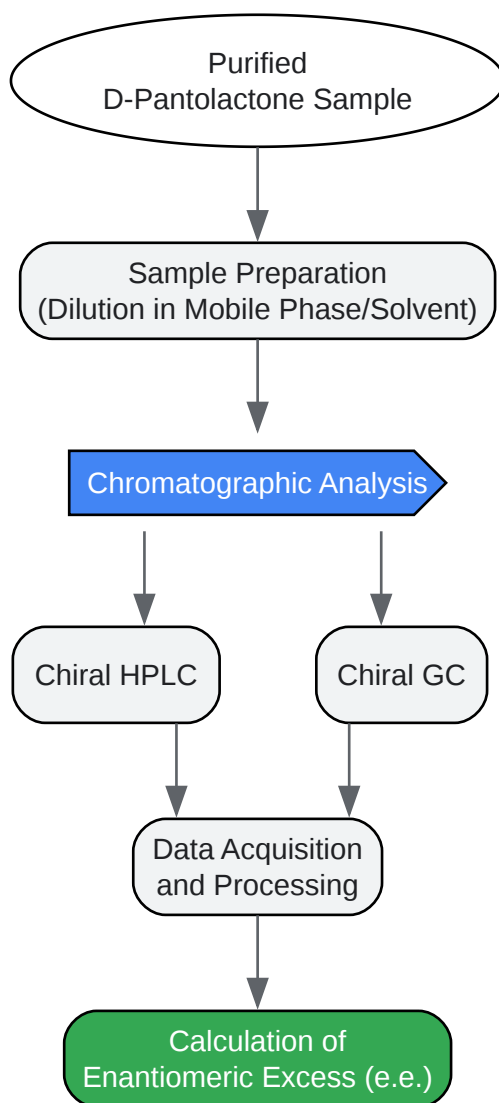 Purified
D-Pantolactone Sample
Sample Preparation
(Dilution in Mobile Phase/Solvent)
Chromatographic Analysis
Chiral HPLC
Chiral GC
Data Acquisition
and Processing
Calculation of
Enantiomeric Excess (e.e.)